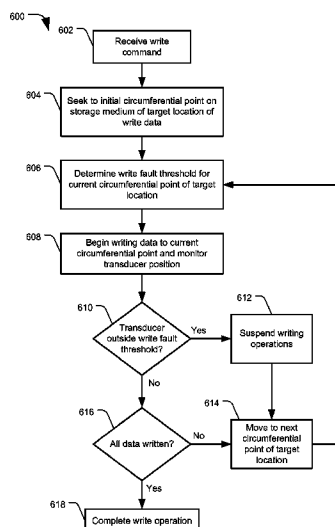 600
602
Receive write
command
604
Seek to initial circumferential point on
storage medium of target location of
write data
606
Determine write fault threshold for
current circumferential point of target
location
608
Begin writing data to current
circumferential point and monitor
transducer position
610
Transducer
outside write fault
threshold?
Yes
612
Suspend writing
operations
No
616
All data written?
No
614
Move to next
circumferential
point of target
location
Yes
618
Complete write operation